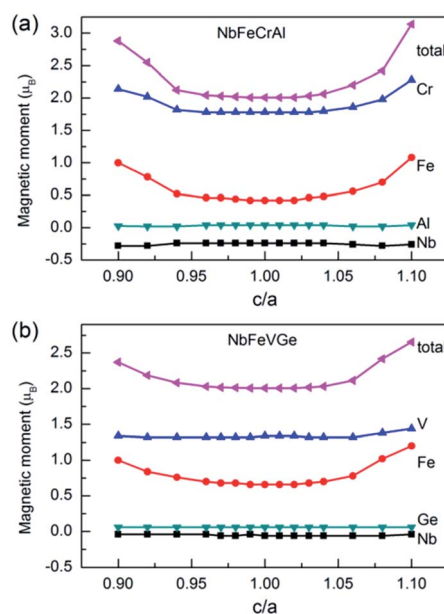 (a)
NbFeCrAl
3.0
2.5
2.0
1.5
1.0
0.5
0.0
-0.5
Magnetic moment (μB)
total
Cr
Fe
Al
Nb
0.90
0.95
1.00
1.05
1.10
c/a
(b)
NbFeVGe
2.5
2.0
1.5
1.0
0.5
0.0
-0.5
Magnetic moment (μB)
total
V
Fe
Ge
Nb
0.90
0.95
1.00
1.05
1.10
c/a